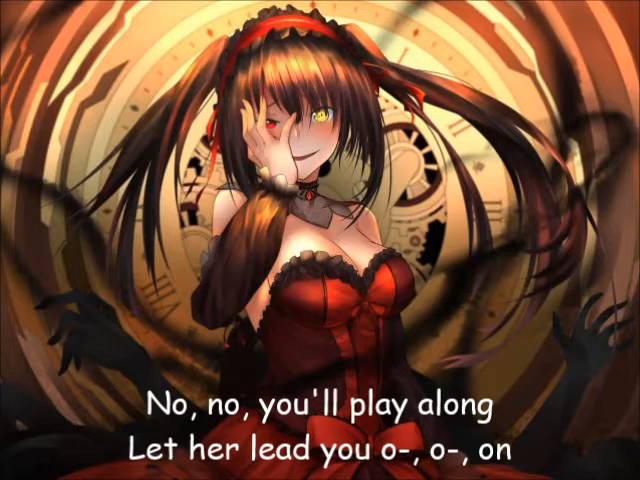 No, no, you'll play along
Let her lead you o-, o-, on